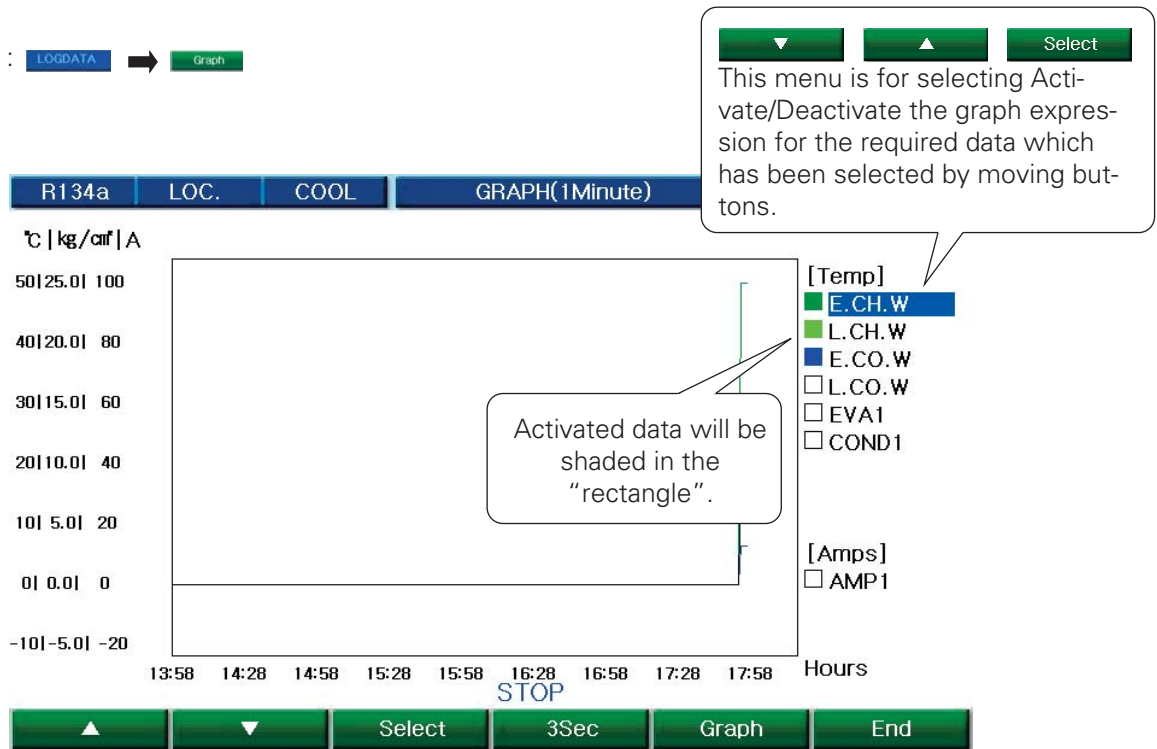 : LOGDATA Graph
▼ ▲ Select
This menu is for selecting Acti-
vate/Deactivate the graph expres-
sion for the required data which
has been selected by moving but-
tons.
R134a LOC. COOL GRAPH(1Minute)
℃|kg/㎠|A
50|25.0| 100
40|20.0| 80
30|15.0| 60
20|10.0| 40
10| 5.0| 20
0| 0.0| 0
-10|-5.0| -20
[Temp]
E.CH.W
L.CH.W
E.CO.W
L.CO.W
EVA1
COND1
Activated data will be
shaded in the
“rectangle”.
[Amps]
AMP1
13:58 14:28 14:58 15:28 15:58 16:28 16:58 17:28 17:58 Hours
STOP
▲ ▼ Select 3Sec Graph End